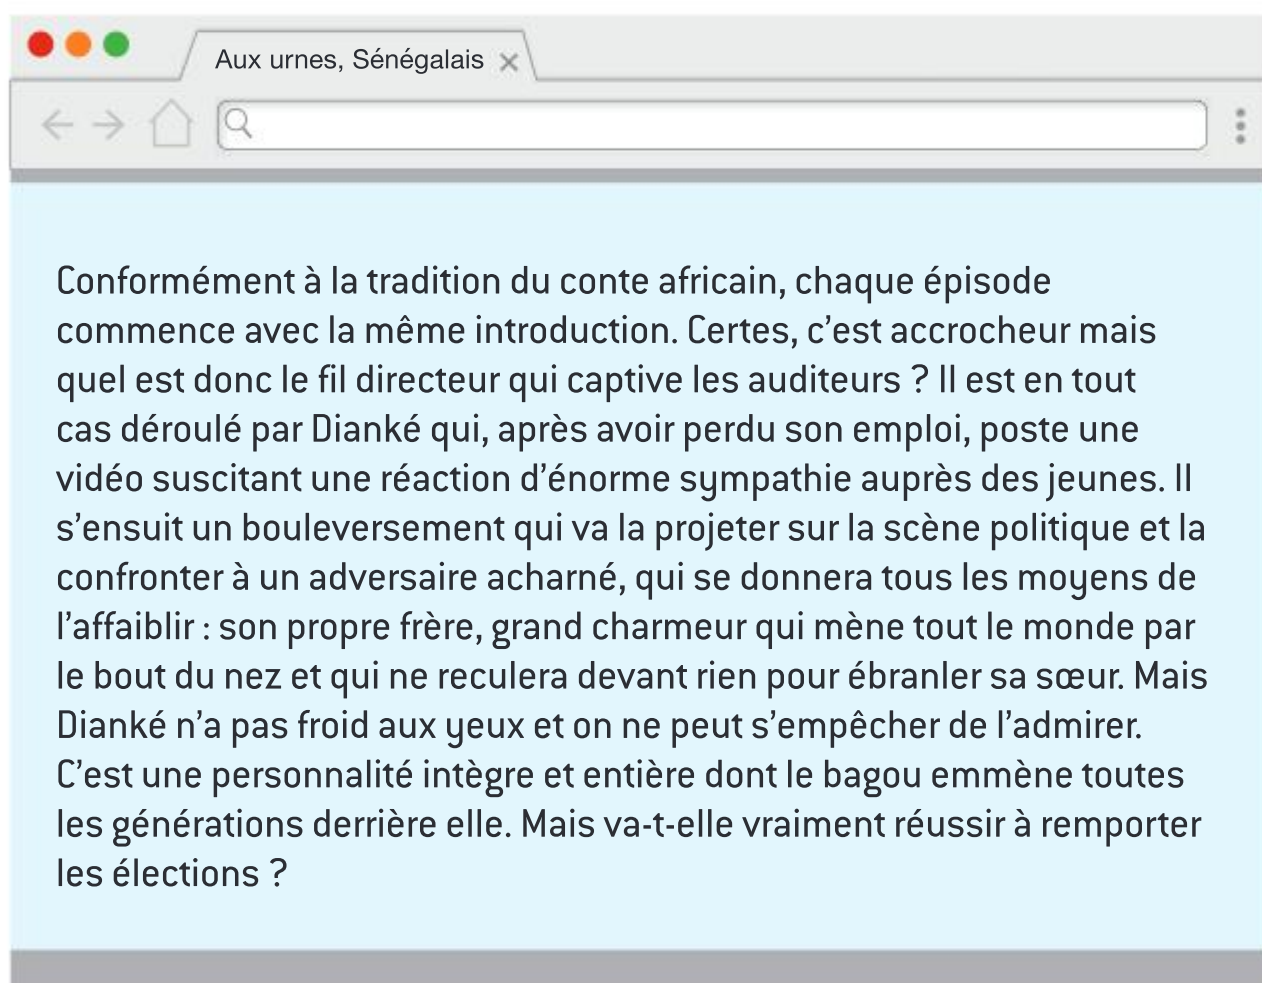 Aux urnes, Sénégalais
Conformément à la tradition du conte africain, chaque épisode
commence avec la même introduction. Certes, c’est accrocheur mais
quel est donc le fil directeur qui captive les auditeurs ? Il est en tout
cas déroulé par Dianké qui, après avoir perdu son emploi, poste une
vidéo suscitant une réaction d’énorme sympathie auprès des jeunes. Il
s’ensuit un bouleversement qui va la projeter sur la scène politique et la
confronter à un adversaire acharné, qui se donnera tous les moyens de
l’affaiblir : son propre frère, grand charmeur qui mène tout le monde par
le bout du nez et qui ne reculera devant rien pour ébranler sa sœur. Mais
Dianké n’a pas froid aux yeux et on ne peut s’empêcher de l’admirer.
C’est une personnalité intègre et entière dont le bagou emmène toutes
les générations derrière elle. Mais va-t-elle vraiment réussir à remporter
les élections ?